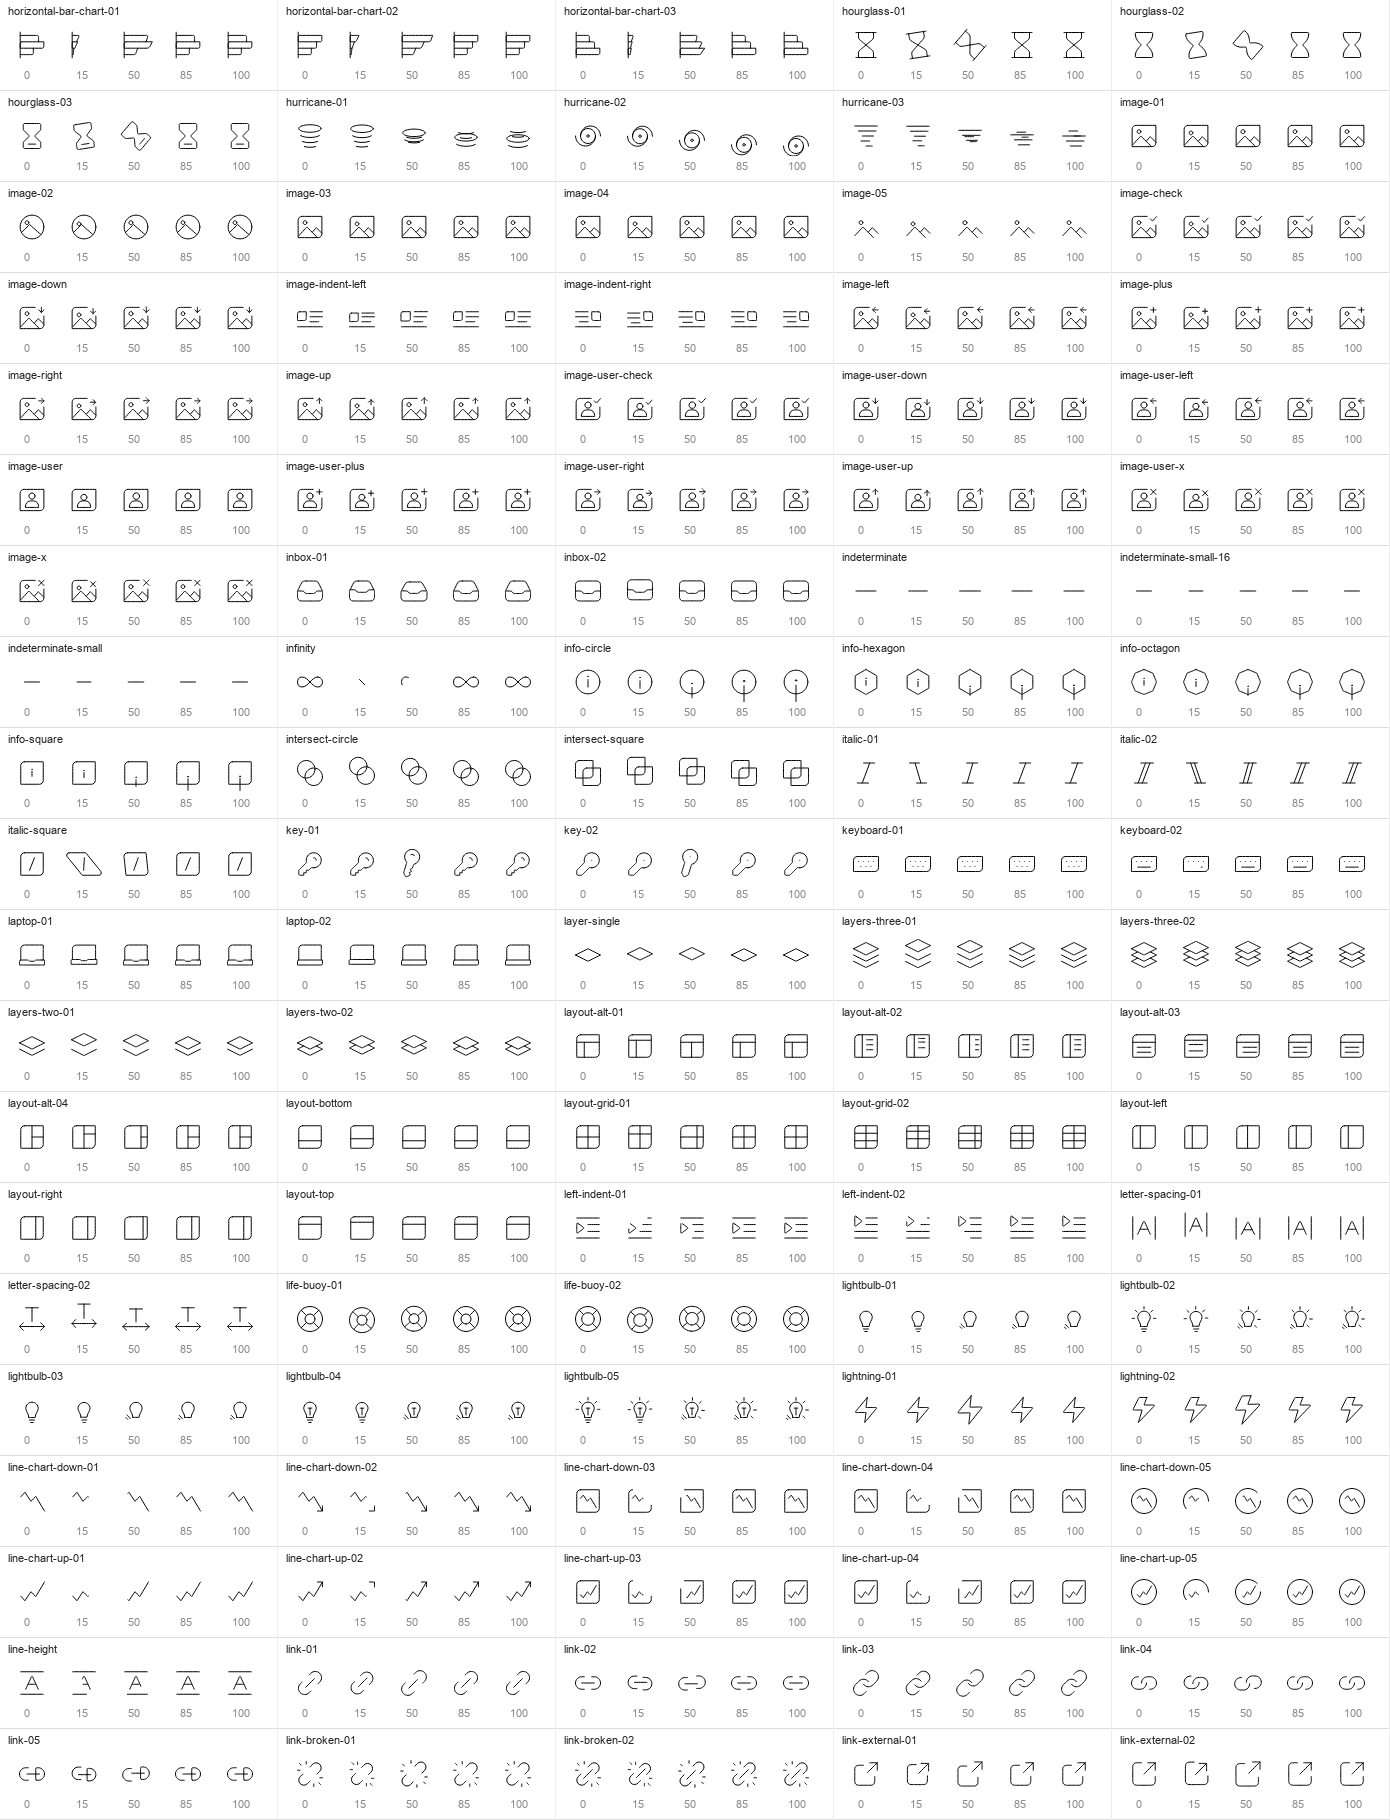 horizontal-bar-chart-01 horizontal-bar-chart-02 horizontal-bar-chart-03 hourglass-01 hourglass-02
0 15 50 85 100 0 15 50 85 100 0 15 50 85 100 0 15 50 85 100 0 15 50 85 100
hourglass-03 hurricane-01 hurricane-02 hurricane-03 image-01
0 15 50 85 100 0 15 50 85 100 0 15 50 85 100 0 15 50 85 100 0 15 50 85 100
image-02 image-03 image-04 image-05 image-check
0 15 50 85 100 0 15 50 85 100 0 15 50 85 100 0 15 50 85 100 0 15 50 85 100
image-down image-indent-left image-indent-right image-left image-plus
0 15 50 85 100 0 15 50 85 100 0 15 50 85 100 0 15 50 85 100 0 15 50 85 100
image-right image-up image-user-check image-user-down image-user-left
0 15 50 85 100 0 15 50 85 100 0 15 50 85 100 0 15 50 85 100 0 15 50 85 100
image-user image-user-plus image-user-right image-user-up image-user-x
0 15 50 85 100 0 15 50 85 100 0 15 50 85 100 0 15 50 85 100 0 15 50 85 100
image-x inbox-01 inbox-02 indeterminate indeterminate-small-16
0 15 50 85 100 0 15 50 85 100 0 15 50 85 100 0 15 50 85 100 0 15 50 85 100
indeterminate-small infinity info-circle info-hexagon info-octagon
0 15 50 85 100 0 15 50 85 100 0 15 50 85 100 0 15 50 85 100 0 15 50 85 100
info-square intersect-circle intersect-square italic-01 italic-02
0 15 50 85 100 0 15 50 85 100 0 15 50 85 100 0 15 50 85 100 0 15 50 85 100
italic-square key-01 key-02 keyboard-01 keyboard-02
0 15 50 85 100 0 15 50 85 100 0 15 50 85 100 0 15 50 85 100 0 15 50 85 100
laptop-01 laptop-02 layer-single layers-three-01 layers-three-02
0 15 50 85 100 0 15 50 85 100 0 15 50 85 100 0 15 50 85 100 0 15 50 85 100
layers-two-01 layers-two-02 layout-alt-01 layout-alt-02 layout-alt-03
0 15 50 85 100 0 15 50 85 100 0 15 50 85 100 0 15 50 85 100 0 15 50 85 100
layout-alt-04 layout-bottom layout-grid-01 layout-grid-02 layout-left
0 15 50 85 100 0 15 50 85 100 0 15 50 85 100 0 15 50 85 100 0 15 50 85 100
layout-right layout-top left-indent-01 left-indent-02 letter-spacing-01
0 15 50 85 100 0 15 50 85 100 0 15 50 85 100 0 15 50 85 100 0 15 50 85 100
letter-spacing-02 life-buoy-01 life-buoy-02 lightbulb-01 lightbulb-02
0 15 50 85 100 0 15 50 85 100 0 15 50 85 100 0 15 50 85 100 0 15 50 85 100
lightbulb-03 lightbulb-04 lightbulb-05 lightning-01 lightning-02
0 15 50 85 100 0 15 50 85 100 0 15 50 85 100 0 15 50 85 100 0 15 50 85 100
line-chart-down-01 line-chart-down-02 line-chart-down-03 line-chart-down-04 line-chart-down-05
0 15 50 85 100 0 15 50 85 100 0 15 50 85 100 0 15 50 85 100 0 15 50 85 100
line-chart-up-01 line-chart-up-02 line-chart-up-03 line-chart-up-04 line-chart-up-05
0 15 50 85 100 0 15 50 85 100 0 15 50 85 100 0 15 50 85 100 0 15 50 85 100
line-height link-01 link-02 link-03 link-04
0 15 50 85 100 0 15 50 85 100 0 15 50 85 100 0 15 50 85 100 0 15 50 85 100
link-05 link-broken-01 link-broken-02 link-external-01 link-external-02
0 15 50 85 100 0 15 50 85 100 0 15 50 85 100 0 15 50 85 100 0 15 50 85 100